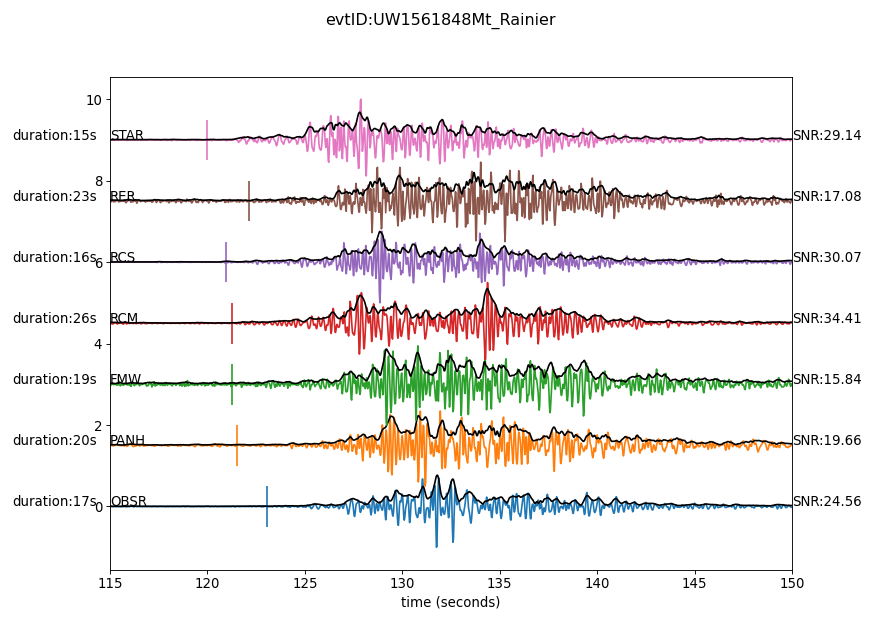 evtID:UW1561848Mt_Rainier
10
duration:15s STAR SNR:29.14
8
duration:23s RER SNR:17.08
duration:16s RCS SNR:30.07
6
duration:26s RCM SNR:34.41
4
duration:19s FMW SNR:15.84
2
duration:20s PANH SNR:19.66
duration:17s OBSR SNR:24.56
0
115 120 125 130 135 140 145 150
time (seconds)